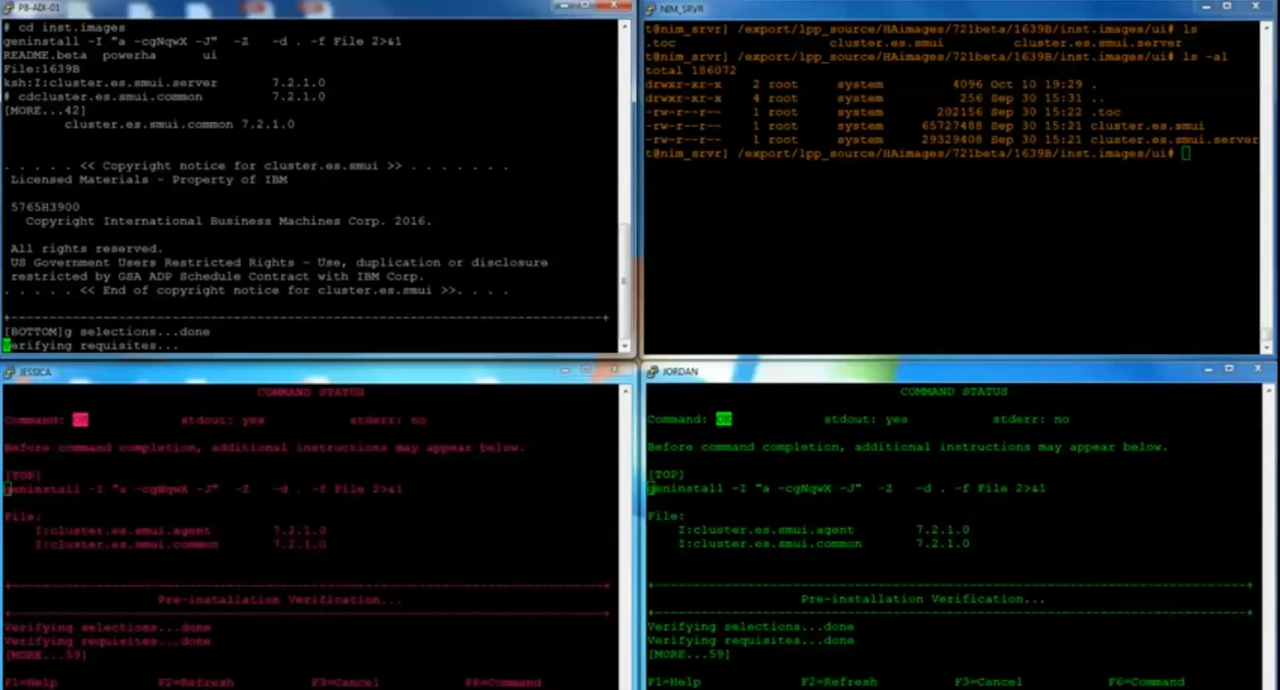 P8-AIX-01
# cd inst.images
geninstall -I "a -cgNqwX -J" -Z -d . -f File 2>&1
README.beta powerha ui
File:1639B
ksh:I:cluster.es.smui.server 7.2.1.0
# cdcluster.es.smui.common 7.2.1.0
[MORE...42]
cluster.es.smui.common 7.2.1.0
. . . . . << Copyright notice for cluster.es.smui >> . . . . . . .
Licensed Materials - Property of IBM
5765H3900
Copyright International Business Machines Corp. 2016.
All rights reserved.
US Government Users Restricted Rights - Use, duplication or disclosure
restricted by GSA ADP Schedule Contract with IBM Corp.
. . . . . << End of copyright notice for cluster.es.smui >>. . . .
[BOTTOM]g selections...done
Verifying requisites...
NIM_SRVR
t@nim_srvr] /export/lpp_source/HAimages/721beta/1639B/inst.images/ui# ls
.toc cluster.es.smui cluster.es.smui.server
t@nim_srvr] /export/lpp_source/HAimages/721beta/1639B/inst.images/ui# ls -al
total 186072
drwxr-xr-x 2 root system 4096 Oct 10 19:29 .
drwxr-xr-x 4 root system 256 Sep 30 15:31 ..
-rw-r--r-- 1 root system 202156 Sep 30 15:22 .toc
-rw-r--r-- 1 root system 65727488 Sep 30 15:21 cluster.es.smui
-rw-r--r-- 1 root system 29329408 Sep 30 15:21 cluster.es.smui.server
t@nim_srvr] /export/lpp_source/HAimages/721beta/1639B/inst.images/ui#
JESSICA
COMMAND STATUS
Command: OK stdout: yes stderr: no
Before command completion, additional instructions may appear below.
[TOP]
geninstall -I "a -cgNqwX -J" -Z -d . -f File 2>&1
File:
I:cluster.es.smui.agent 7.2.1.0
I:cluster.es.smui.common 7.2.1.0
Pre-installation Verification...
Verifying selections...done
Verifying requisites...done
[MORE...59]
F1=Help F2=Refresh F3=Cancel F6=Command
JORDAN
COMMAND STATUS
Command: OK stdout: yes stderr: no
Before command completion, additional instructions may appear below.
[TOP]
geninstall -I "a -cgNqwX -J" -Z -d . -f File 2>&1
File:
I:cluster.es.smui.agent 7.2.1.0
I:cluster.es.smui.common 7.2.1.0
Pre-installation Verification...
Verifying selections...done
Verifying requisites...done
[MORE...59]
F1=Help F2=Refresh F3=Cancel F6=Command